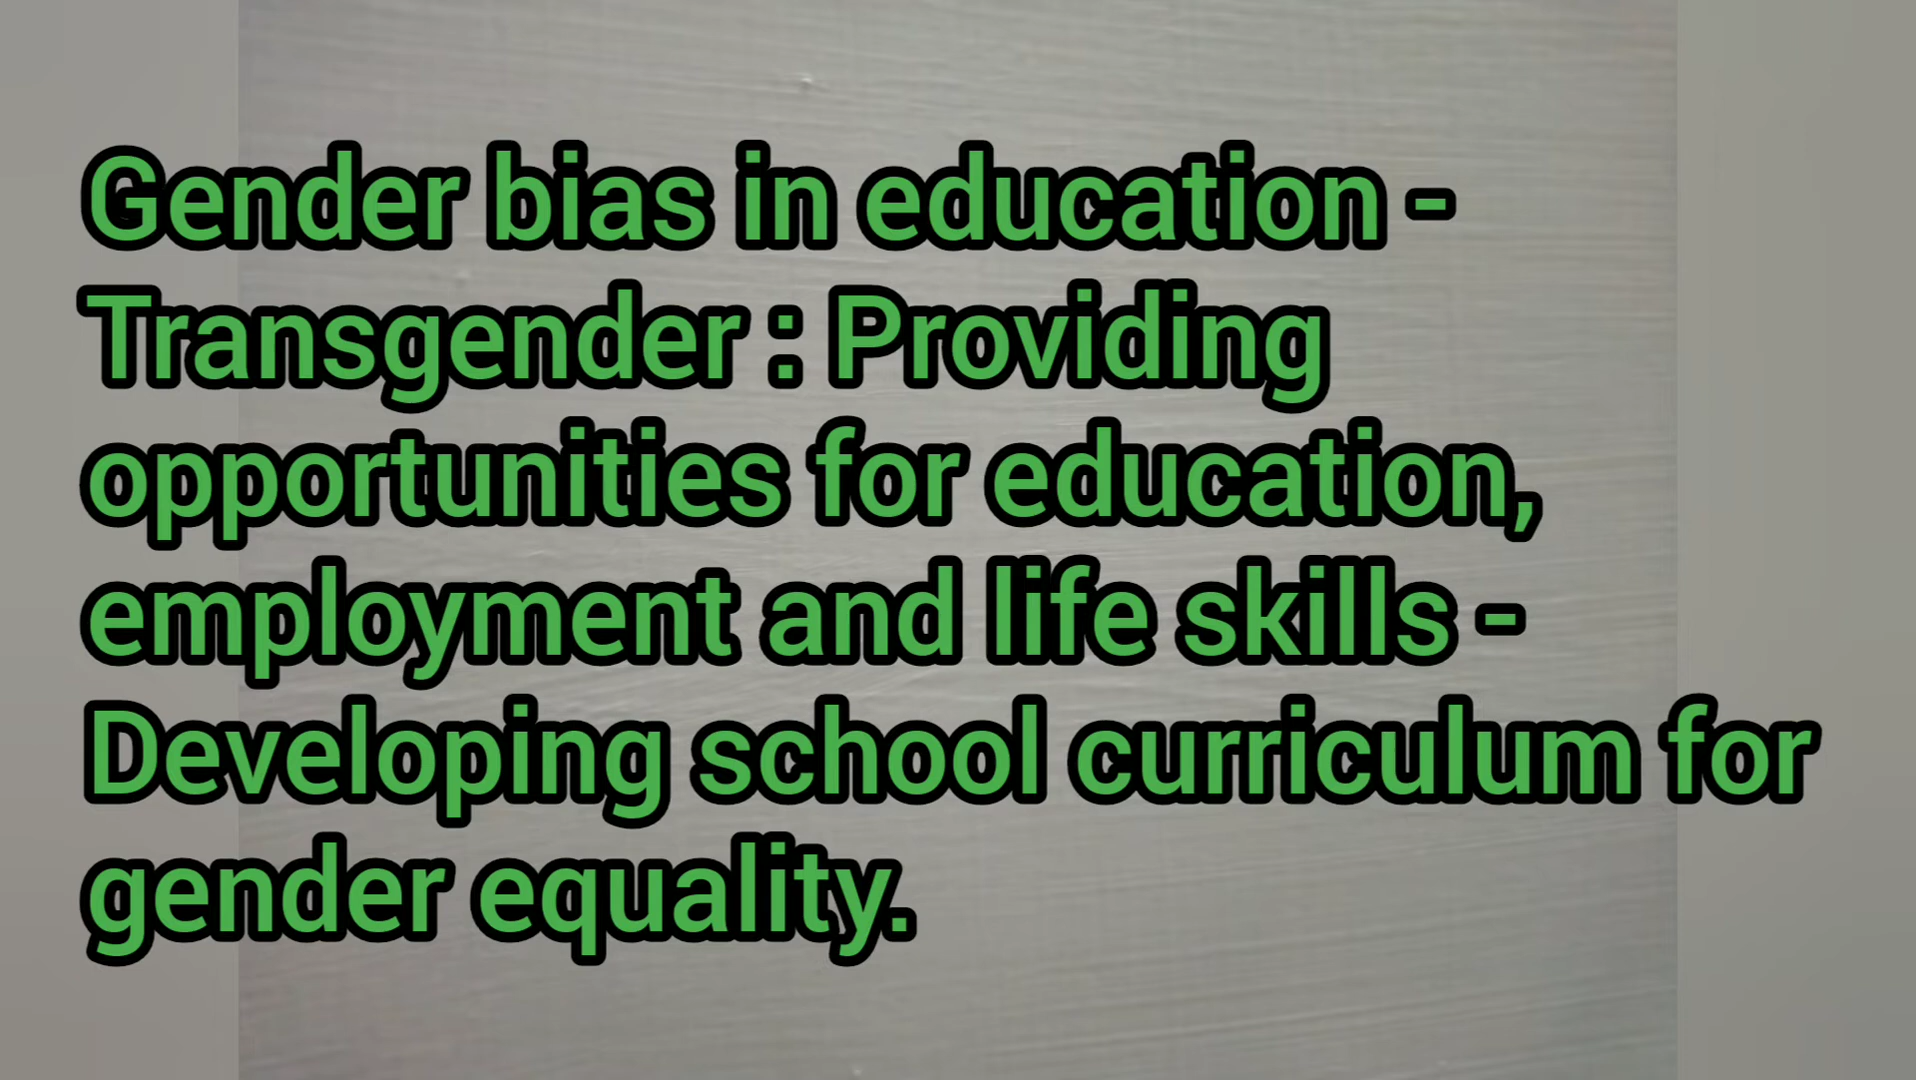 Gender bias in education -
Transgender : Providing
opportunities for education,
employment and life skills -
Developing school curriculum for
gender equality.